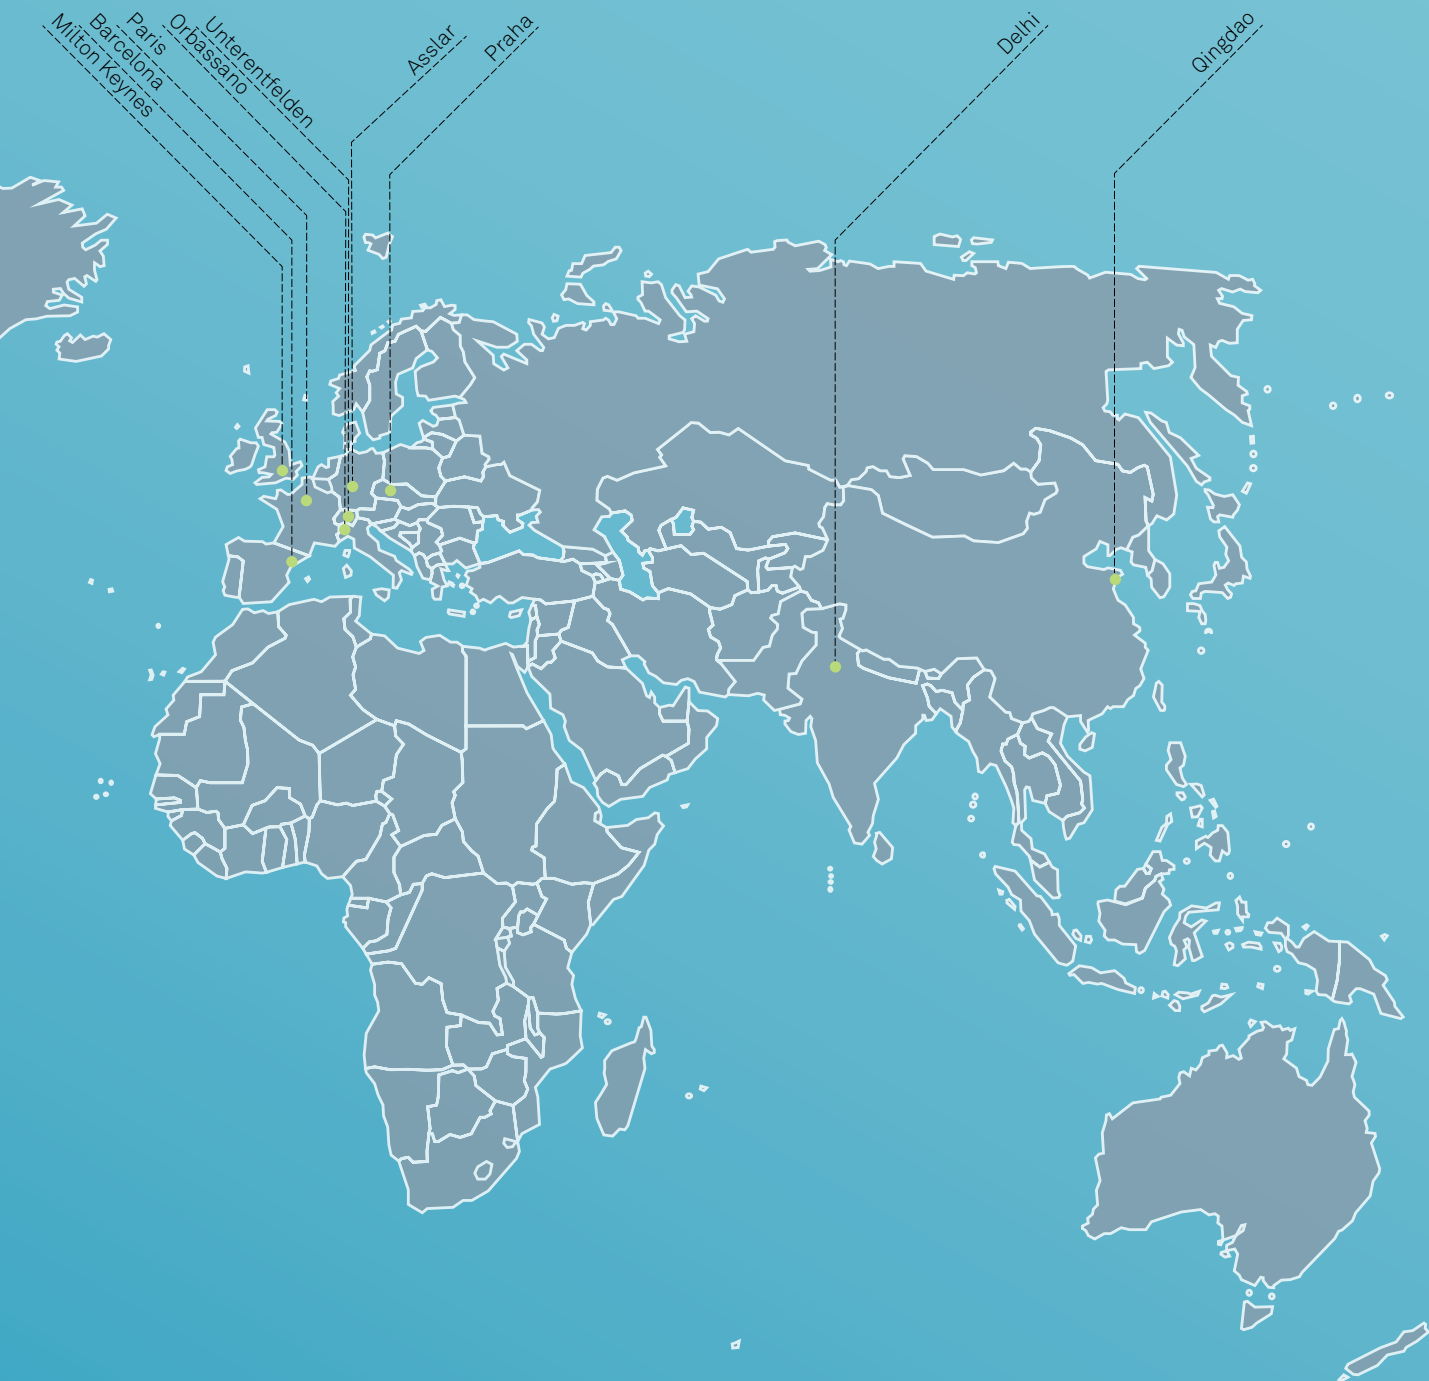 Milton Keynes
Barcelona
Paris
Orbassano
Unterentfelden
Asslar
Praha
Delhi
Qingdao